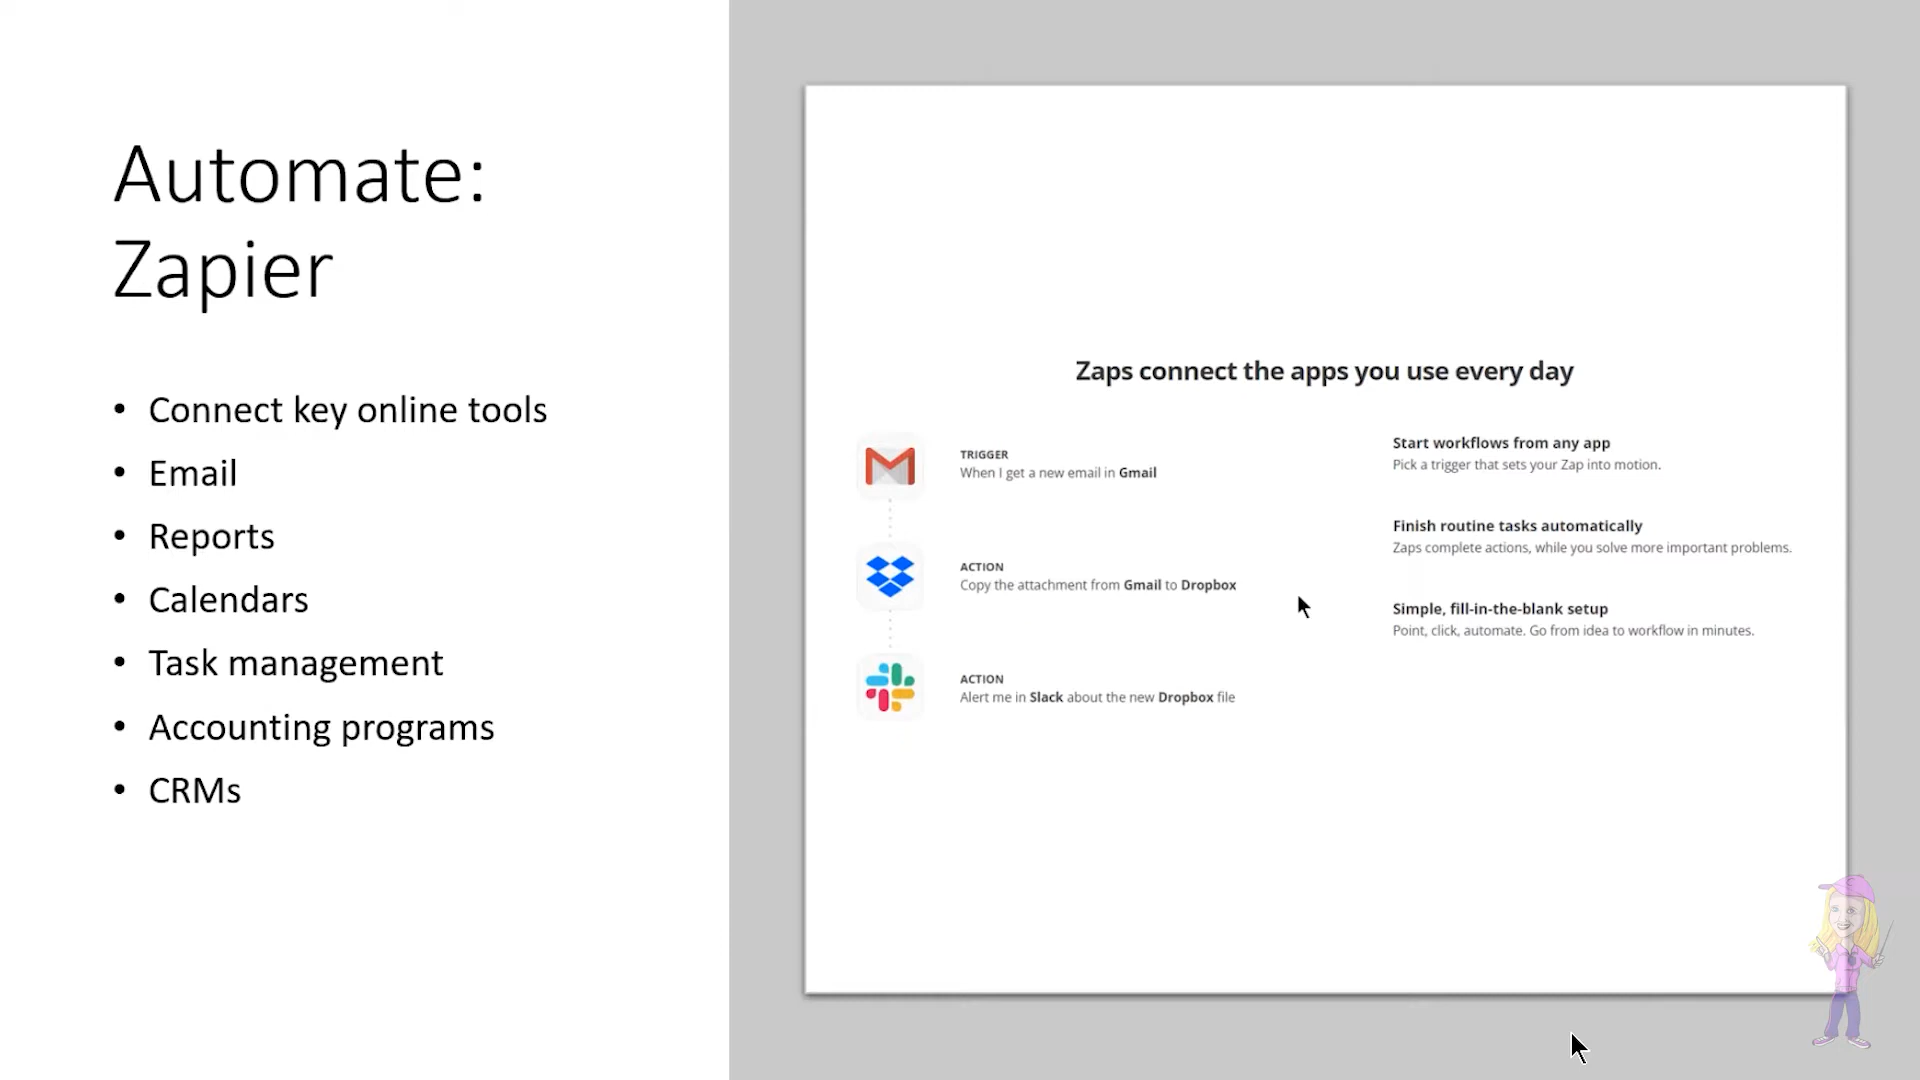 Automate:
Zapier
• Connect key online tools
• Email
• Reports
• Calendars
• Task management
• Accounting programs
• CRMs
Zaps connect the apps you use every day
TRIGGER
When I get a new email in Gmail
ACTION
Copy the attachment from Gmail to Dropbox
ACTION
Alert me in Slack about the new Dropbox file
Start workflows from any app
Pick a trigger that sets your Zap into motion.
Finish routine tasks automatically
Zaps complete actions, while you solve more important problems.
Simple, fill-in-the-blank setup
Point, click, automate. Go from idea to workflow in minutes.